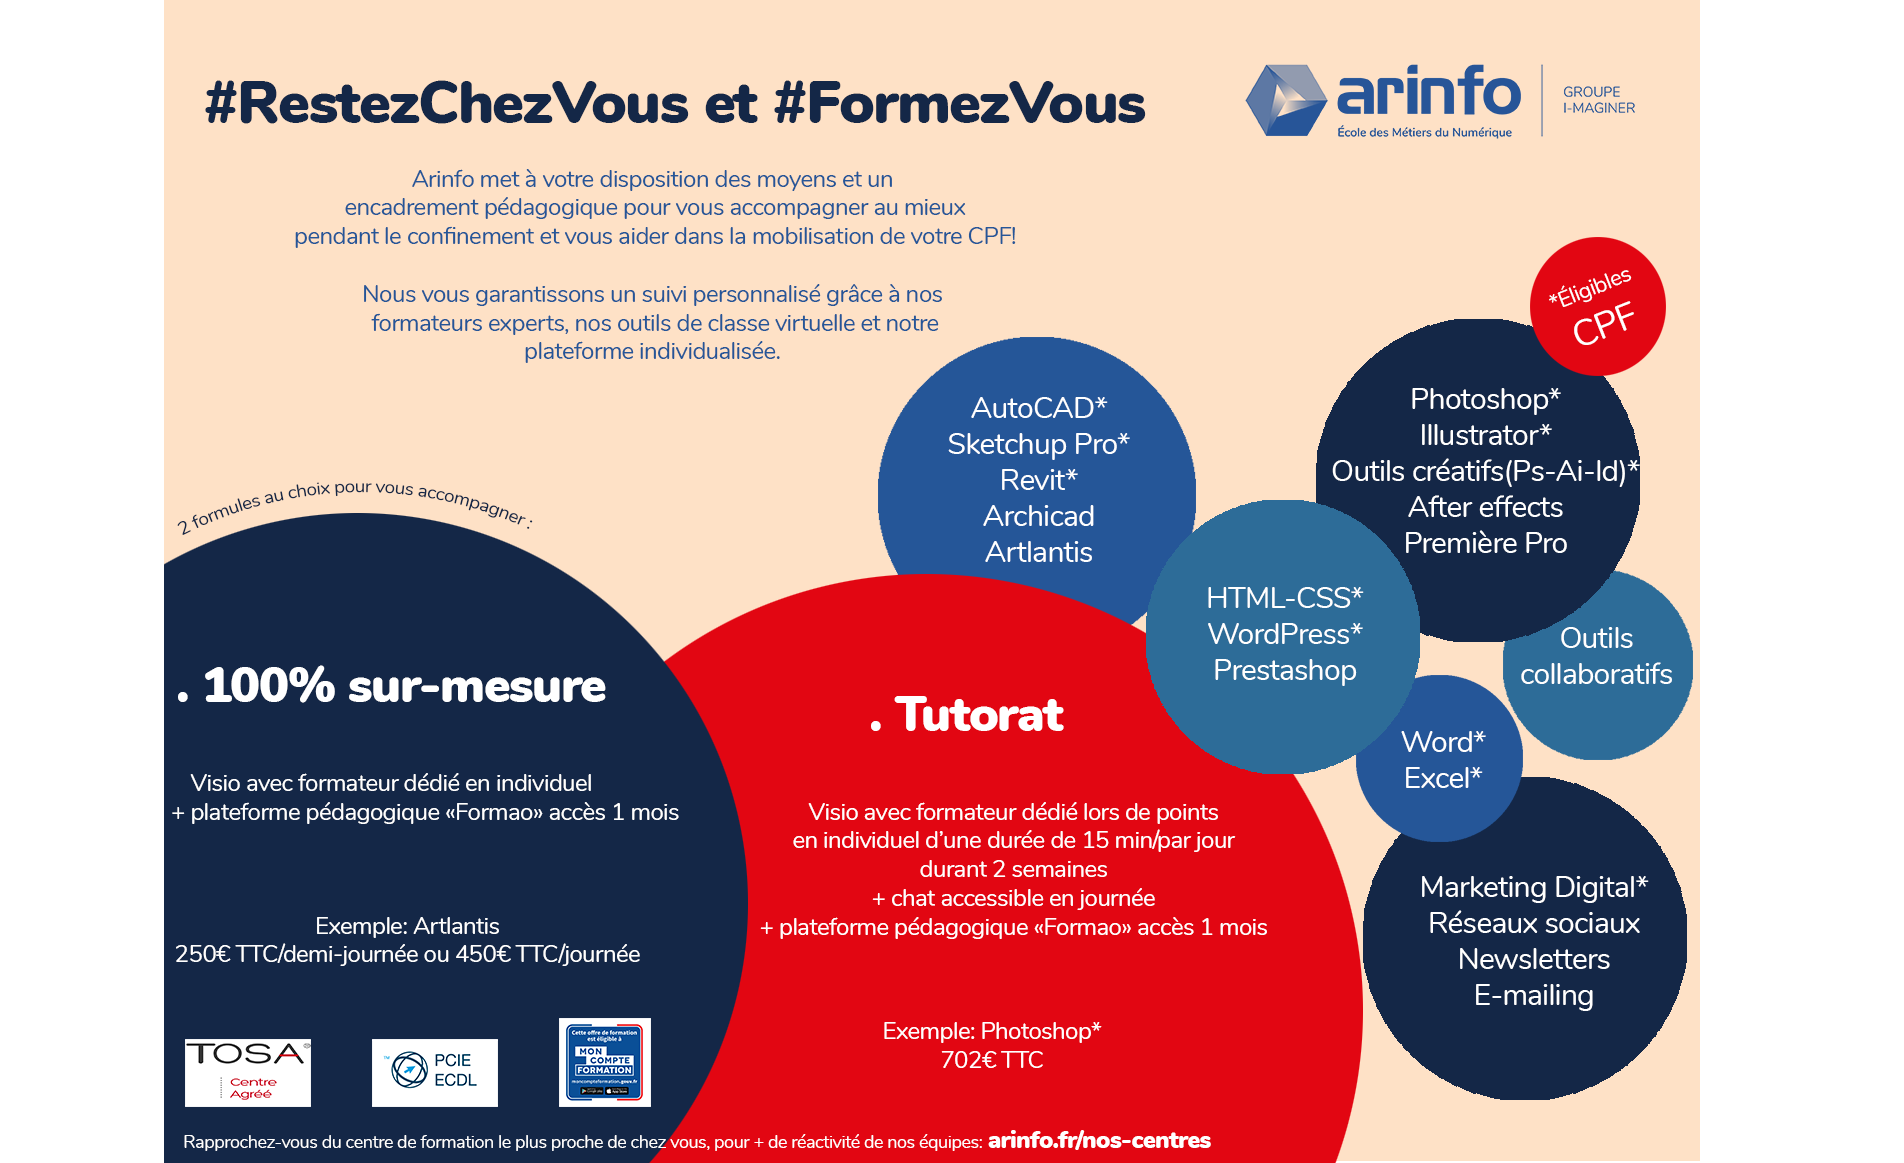 #RestezChezVous et #FormezVous
arinfo
École des Métiers du Numérique
GROUPE
I-MAGINER
Arinfo met à votre disposition des moyens et un
encadrement pédagogique pour vous accompagner au mieux
pendant le confinement et vous aider dans la mobilisation de votre CPF!
Nous vous garantissons un suivi personnalisé grâce à nos
formateurs experts, nos outils de classe virtuelle et notre
plateforme individualisée.
*Éligibles
CPF
AutoCAD*
Sketchup Pro*
Revit*
Archicad
Artlantis
Photoshop*
Illustrator*
Outils créatifs(Ps-Ai-Id)*
After effects
Première Pro
HTML-CSS*
WordPress*
Prestashop
Outils
collaboratifs
Word*
Excel*
Marketing Digital*
Réseaux sociaux
Newsletters
E-mailing
2 formules au choix pour vous accompagner :
. 100% sur-mesure
Visio avec formateur dédié en individuel
+ plateforme pédagogique «Formao» accès 1 mois
Exemple: Artlantis
250€ TTC/demi-journée ou 450€ TTC/journée
. Tutorat
Visio avec formateur dédié lors de points
en individuel d'une durée de 15 min/par jour
durant 2 semaines
+ chat accessible en journée
+ plateforme pédagogique «Formao» accès 1 mois
Exemple: Photoshop*
702€ TTC
TOSA®
Centre
Agréé
™ PCIE
ECDL
Cette offre de formation
est éligible à
MON
COMPTE
FORMATION
moncompteformation.gouv.fr
Rapprochez-vous du centre de formation le plus proche de chez vous, pour + de réactivité de nos équipes: arinfo.fr/nos-centres